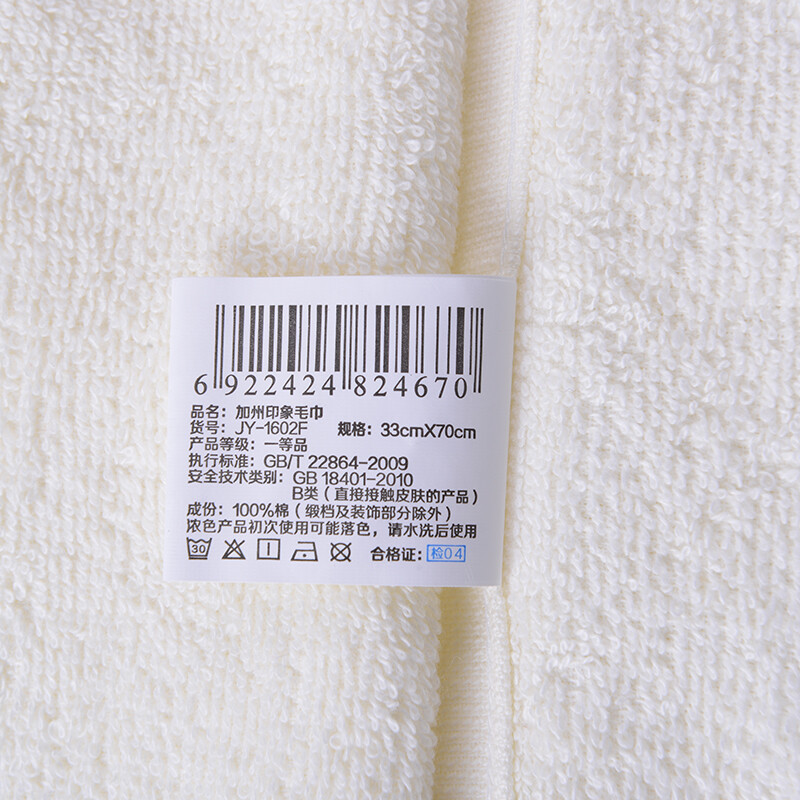 6 922424 824670
品名：加州印象毛巾
货号：JY-1602F 规格：33cmX70cm
产品等级：一等品
执行标准：GB/T 22864-2009
安全技术类别：GB 18401-2010
B类（直接接触皮肤的产品）
成份：100%棉（缎档及装饰部分除外）
浓色产品初次使用可能落色，请水洗后使用
30 合格证：检04